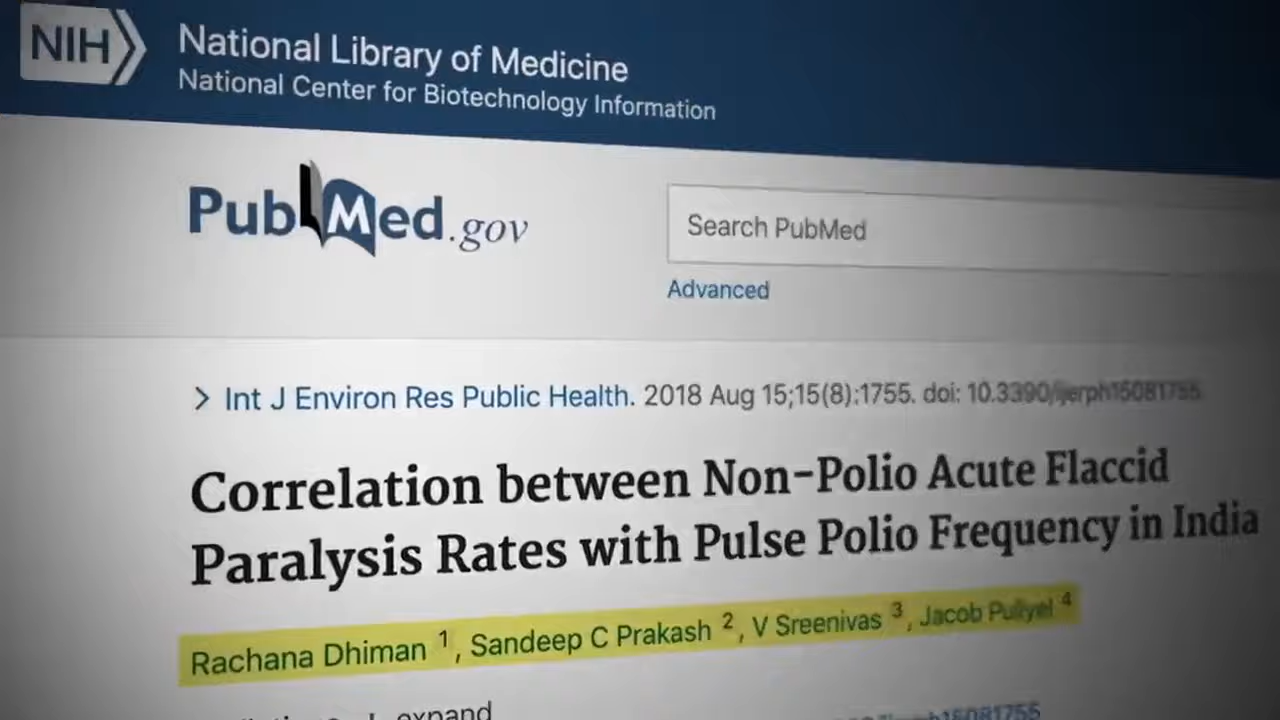 NIH
National Library of Medicine
National Center for Biotechnology Information
PubMed.gov
Search PubMed
Advanced
> Int J Environ Res Public Health. 2018 Aug 15;15(8):1755. doi: 10.3390/ijerph15081755.
Correlation between Non-Polio Acute Flaccid
Paralysis Rates with Pulse Polio Frequency in India
Rachana Dhiman 1, Sandeep C Prakash 2, V Sreenivas 3, Jacob Puliyel 4
expand